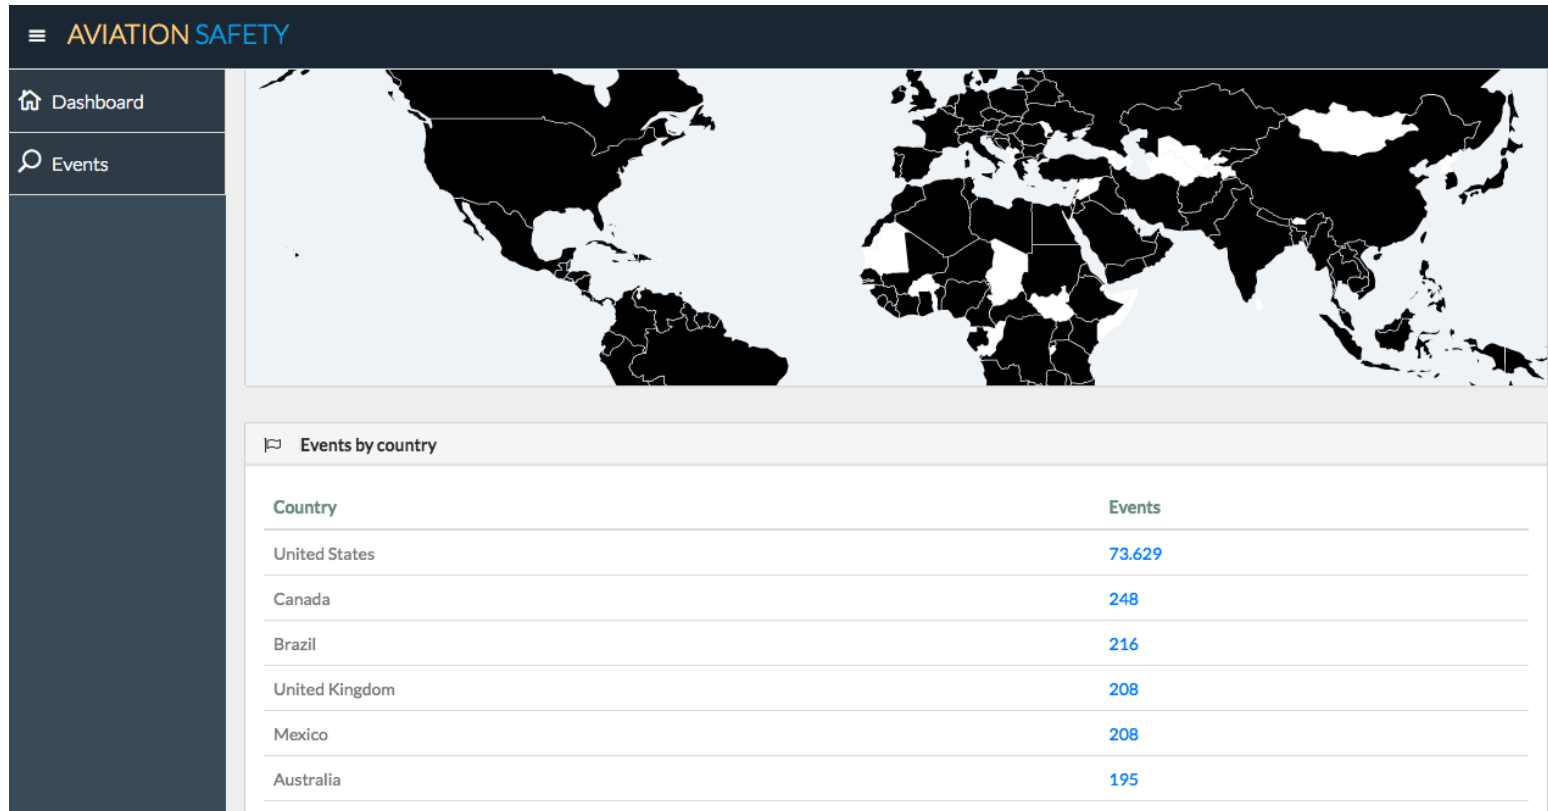 AVIATION SAFETY
Dashboard
Events
Events by country
Country Events
United States 73.629
Canada 248
Brazil 216
United Kingdom 208
Mexico 208
Australia 195